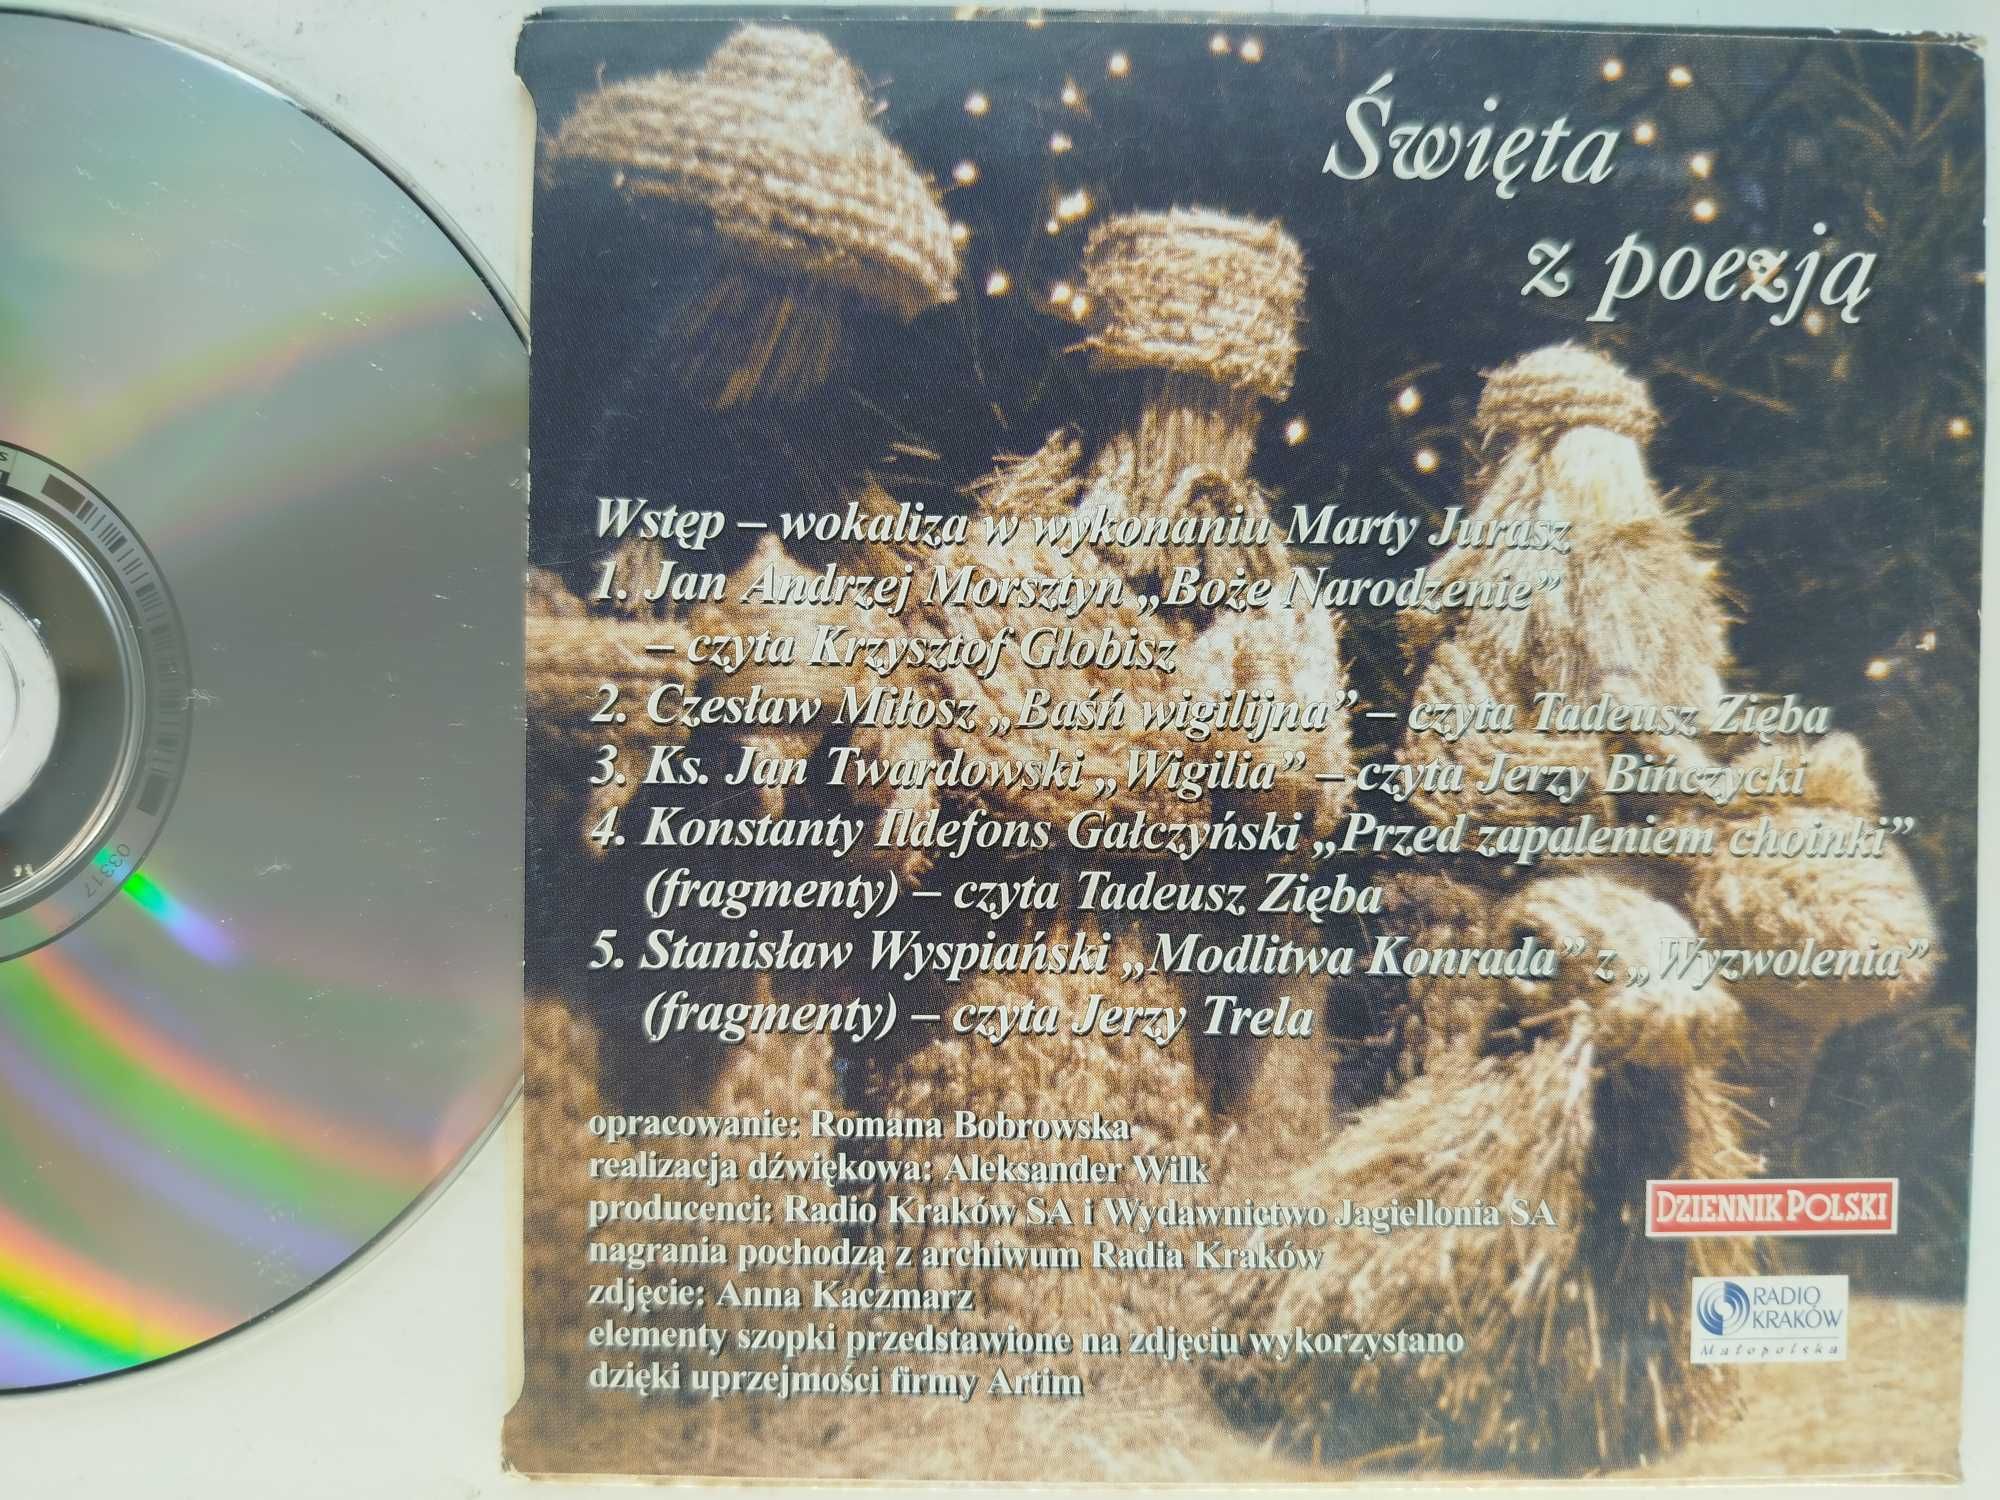 Święta
z poezją
Wstęp – wokaliza w wykonaniu Marty Jurasz
1. Jan Andrzej Morsztyn „Boże Narodzenie”
– czyta Krzysztof Globisz
2. Czesław Miłosz „Baśń wigilijna” – czyta Tadeusz Zięba
3. Ks. Jan Twardowski „Wigilia” – czyta Jerzy Bińczycki
4. Konstanty Ildefons Gałczyński „Przed zapaleniem choinki”
(fragmenty) – czyta Tadeusz Zięba
5. Stanisław Wyspiański „Modlitwa Konrada” z „Wyzwolenia”
(fragmenty) – czyta Jerzy Trela
opracowanie: Romana Bobrowska
realizacja dźwiękowa: Aleksander Wilk
producenci: Radio Kraków SA i Wydawnictwo Jagiellonia SA
nagrania pochodzą z archiwum Radia Kraków
zdjęcie: Anna Kaczmarz
elementy szopki przedstawione na zdjęciu wykorzystano
dzięki uprzejmości firmy Artim
DZIENNIK POLSKI
RADIO
KRAKÓW
Małopolska
03317